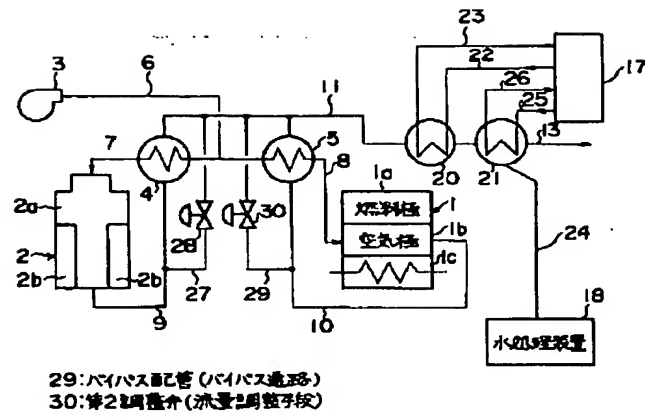 23
22
17
3
6
11
26
25
13
7
5
8
1a
4
20
21
2a
燃料極
1
30
空気極
1b
28
2
24
1c
2b
2b
27
29
18
9
10
水処理装置
29:バイパス配管(バイパス通路)
30:第2調整弁(流量調整手段)